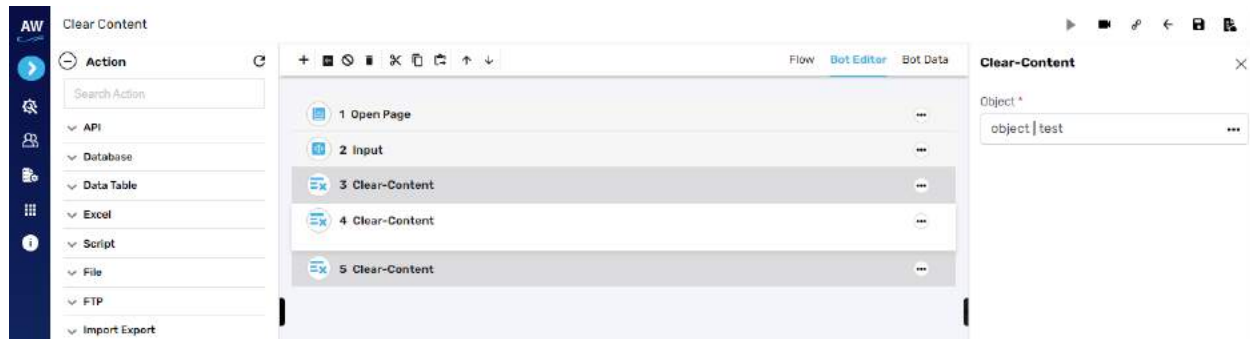 AW
Clear Content
Action
Search Action
API
Database
Data Table
Excel
Script
File
FTP
Import Export
Flow Bot Editor Bot Data
1 Open Page
2 Input
3 Clear-Content
4 Clear-Content
5 Clear-Content
Clear-Content
Object *
object | test